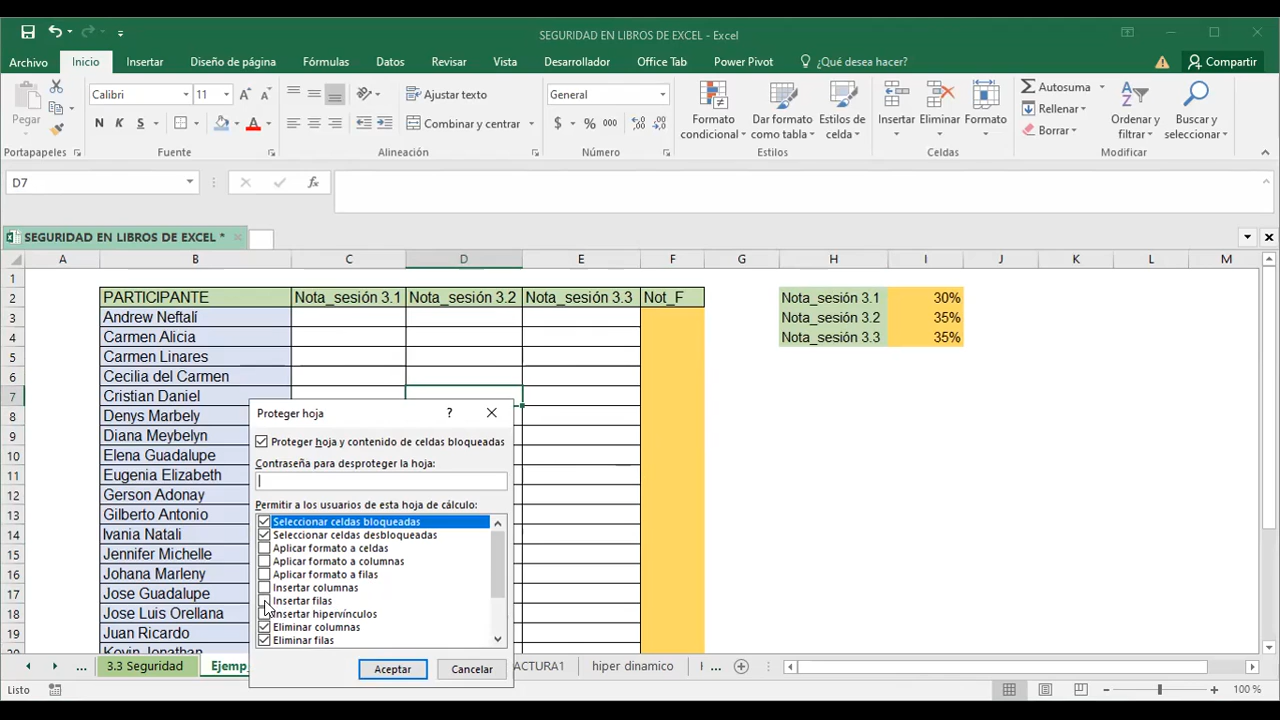 SEGURIDAD EN LIBROS DE EXCEL - Excel
Archivo Inicio Insertar Diseño de página Fórmulas Datos Revisar Vista Desarrollador Office Tab Power Pivot ¿Qué desea hacer? Compartir
Pegar
Calibri 11
N K S
Ajustar texto
Combinar y centrar
General
$ % 000
Formato condicional
Dar formato como tabla
Estilos de celda
Insertar Eliminar Formato
Autosuma
Rellenar
Borrar
Ordenar y filtrar
Buscar y seleccionar
Portapapeles Fuente Alineación Número Estilos Celdas Modificar
D7 fx
SEGURIDAD EN LIBROS DE EXCEL *
A B C D E F G H I J K L M
1
2 PARTICIPANTE Nota_sesión 3.1 Nota_sesión 3.2 Nota_sesión 3.3 Not_F Nota_sesión 3.1 30%
3 Andrew Neftalí Nota_sesión 3.2 35%
4 Carmen Alicia Nota_sesión 3.3 35%
5 Carmen Linares
6 Cecilia del Carmen
7 Cristian Daniel
8 Denys Marbely
9 Diana Meybelyn
10 Elena Guadalupe
11 Eugenia Elizabeth
12 Gerson Adonay
13 Gilberto Antonio
14 Ivania Natali
15 Jennifer Michelle
16 Johana Marleny
17 Jose Guadalupe
18 Jose Luis Orellana
19 Juan Ricardo
Kevin Jonathan
Proteger hoja ?
Proteger hoja y contenido de celdas bloqueadas
Contraseña para desproteger la hoja:
Permitir a los usuarios de esta hoja de cálculo:
Seleccionar celdas bloqueadas
Seleccionar celdas desbloqueadas
Aplicar formato a celdas
Aplicar formato a columnas
Aplicar formato a filas
Insertar columnas
Insertar filas
Insertar hipervínculos
Eliminar columnas
Eliminar filas
Aceptar Cancelar
... 3.3 Seguridad Ejemp_ ACTURA1 hiper dinamico ...
Listo 100 %